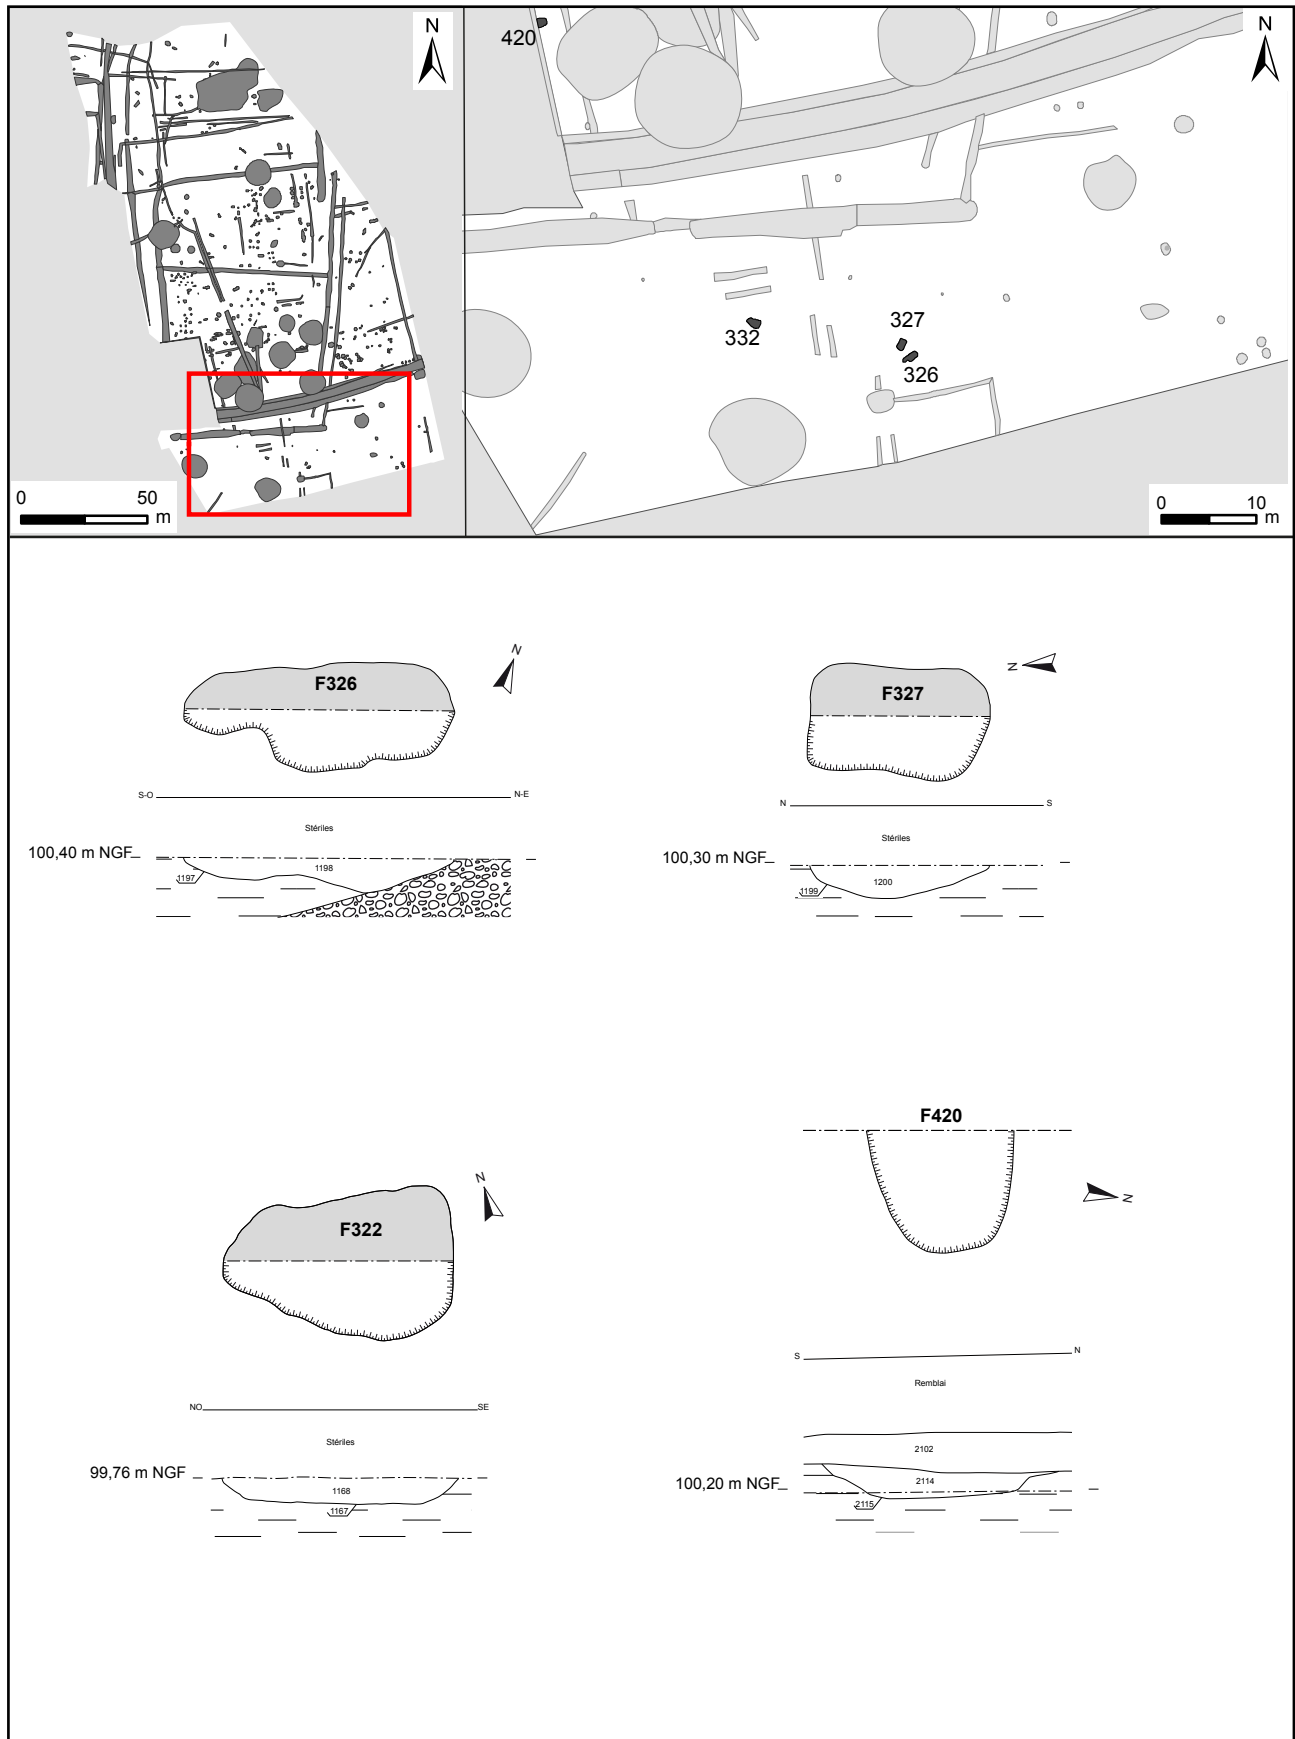 N
0 50
m
N
420
327
332
326
0 10
m
F326
N
S-O N-E
Stériles
100,40 m NGF
1198
1197
F327
N
N S
Stériles
100,30 m NGF
1200
1199
F322
N
NO SE
Stériles
99,76 m NGF
1168
1167
F420
N
S N
Remblai
2102
100,20 m NGF
2114
2115